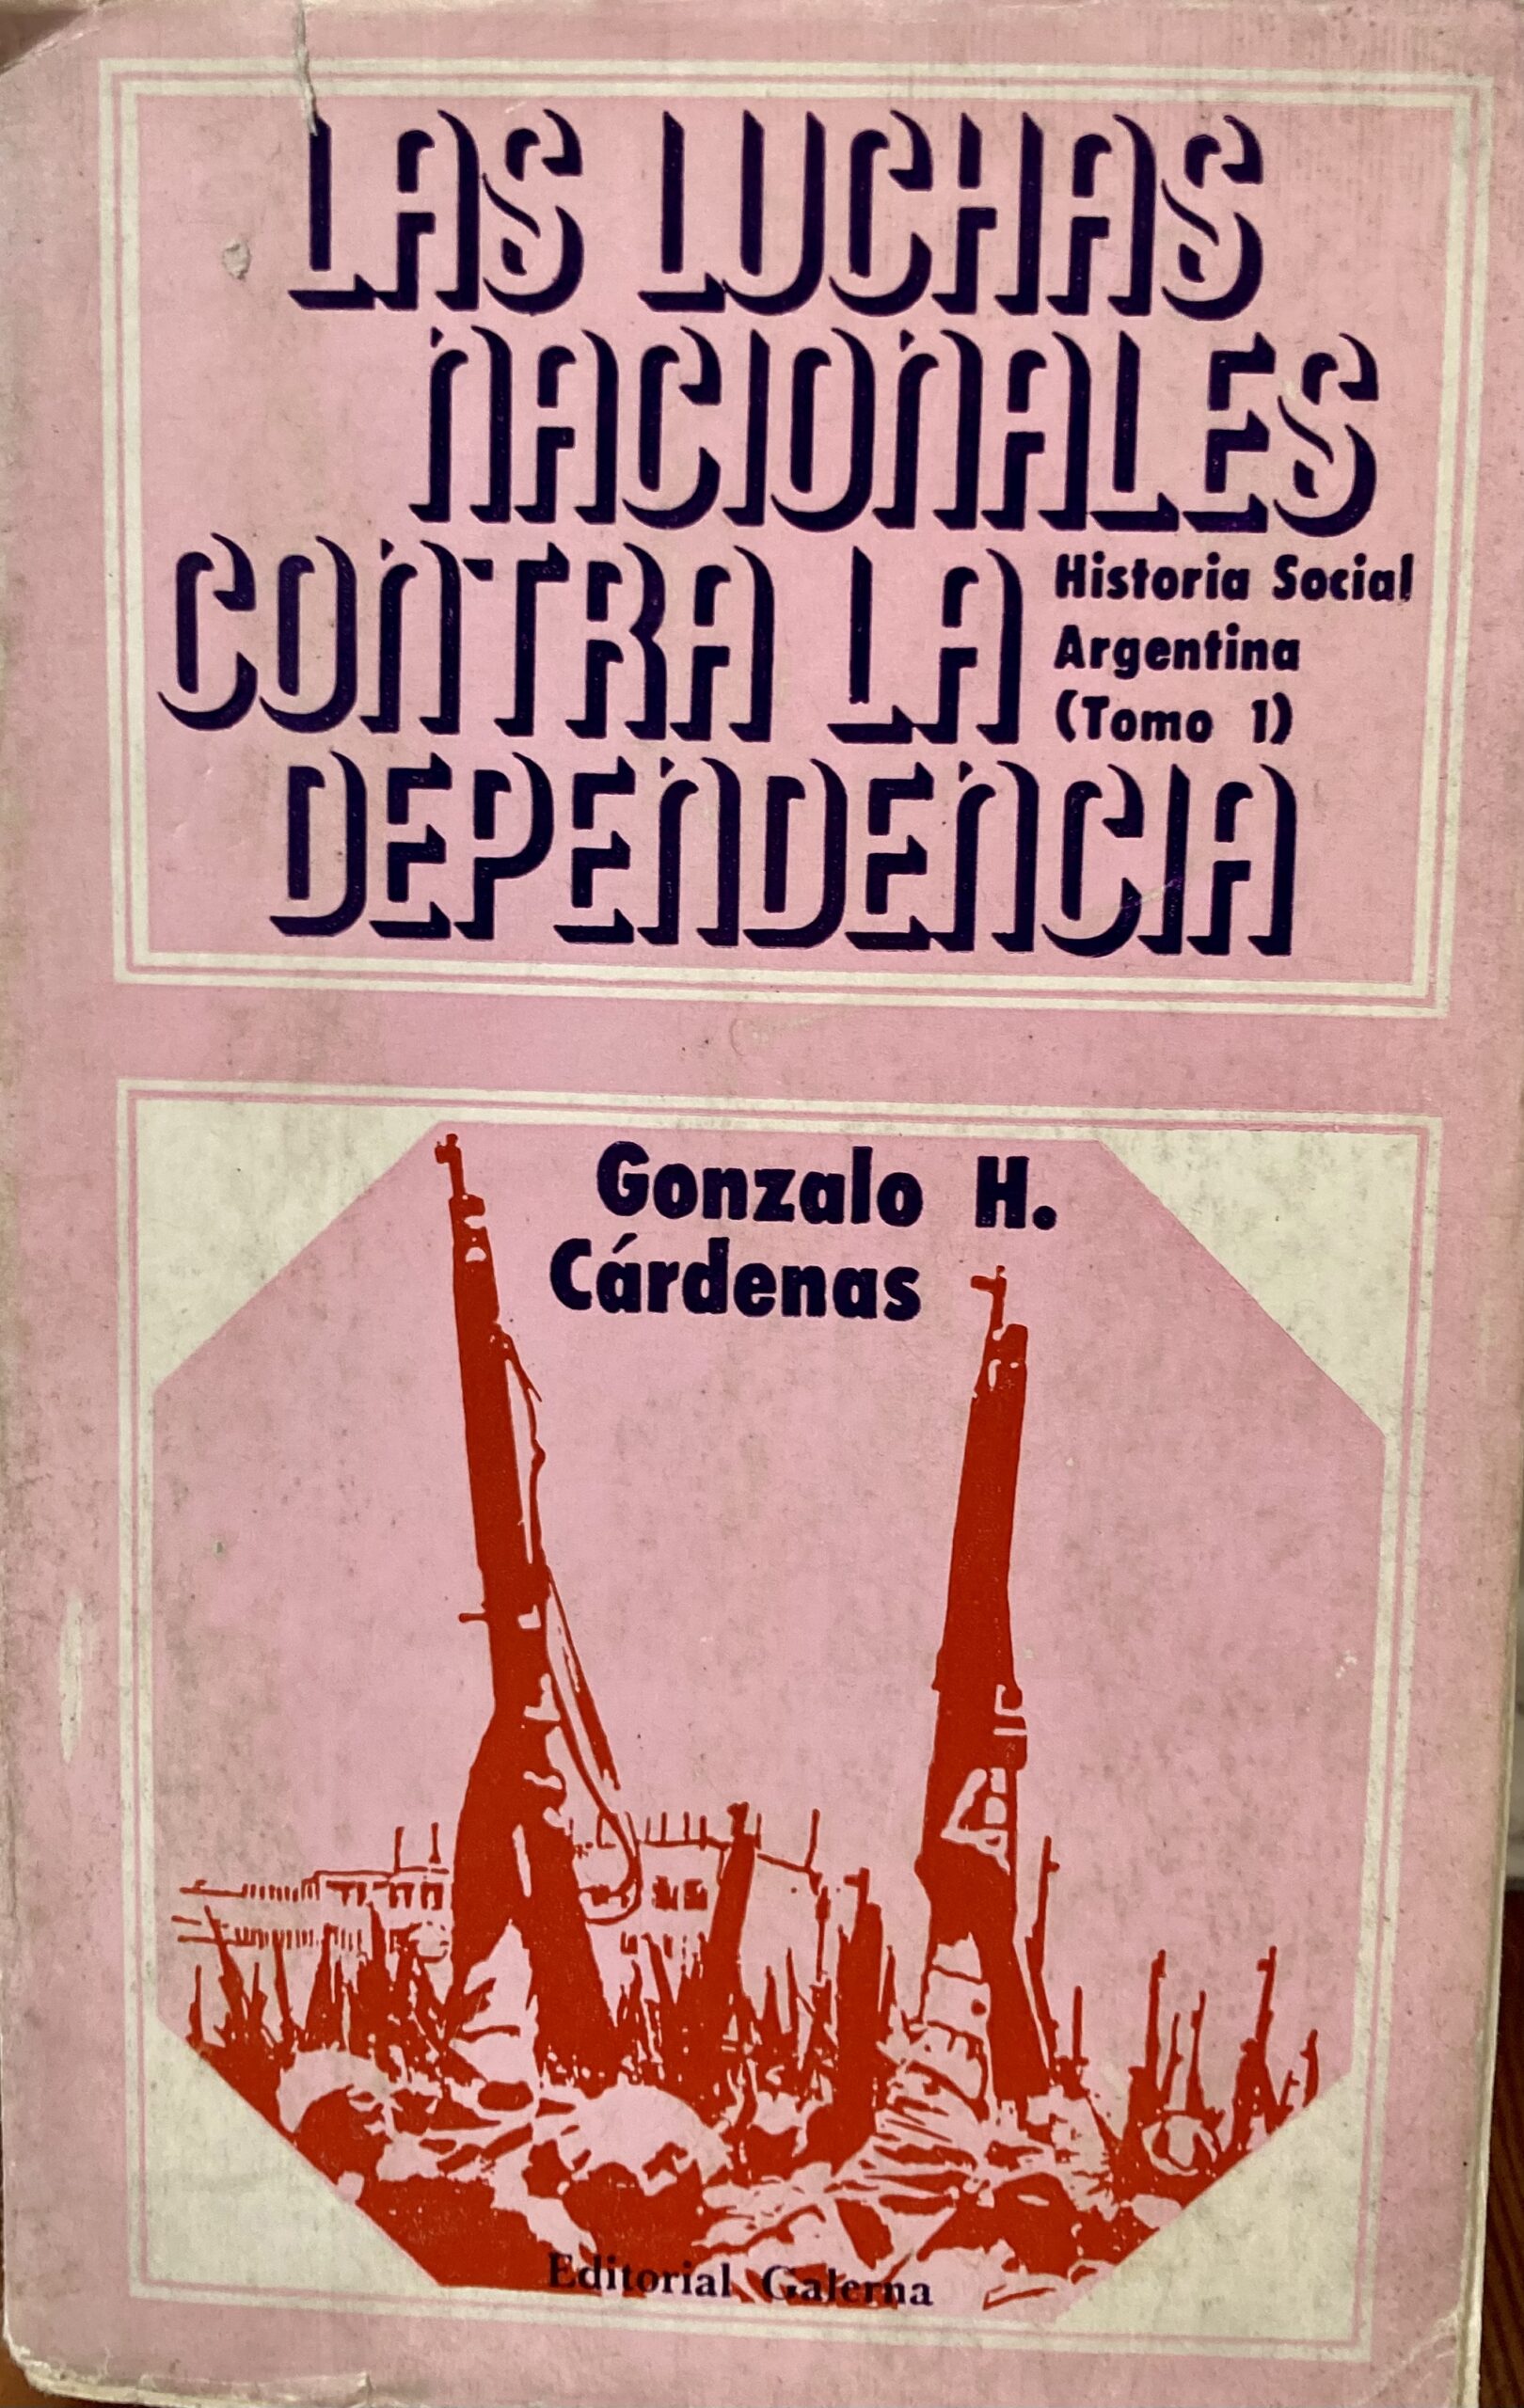 LAS LUCHAS
NACIONALES
CONTRA LA
Historia Social
Argentina
(Tomo 1)
DEPENDENCIA
Gonzalo H.
Cárdenas
Editorial Galerna